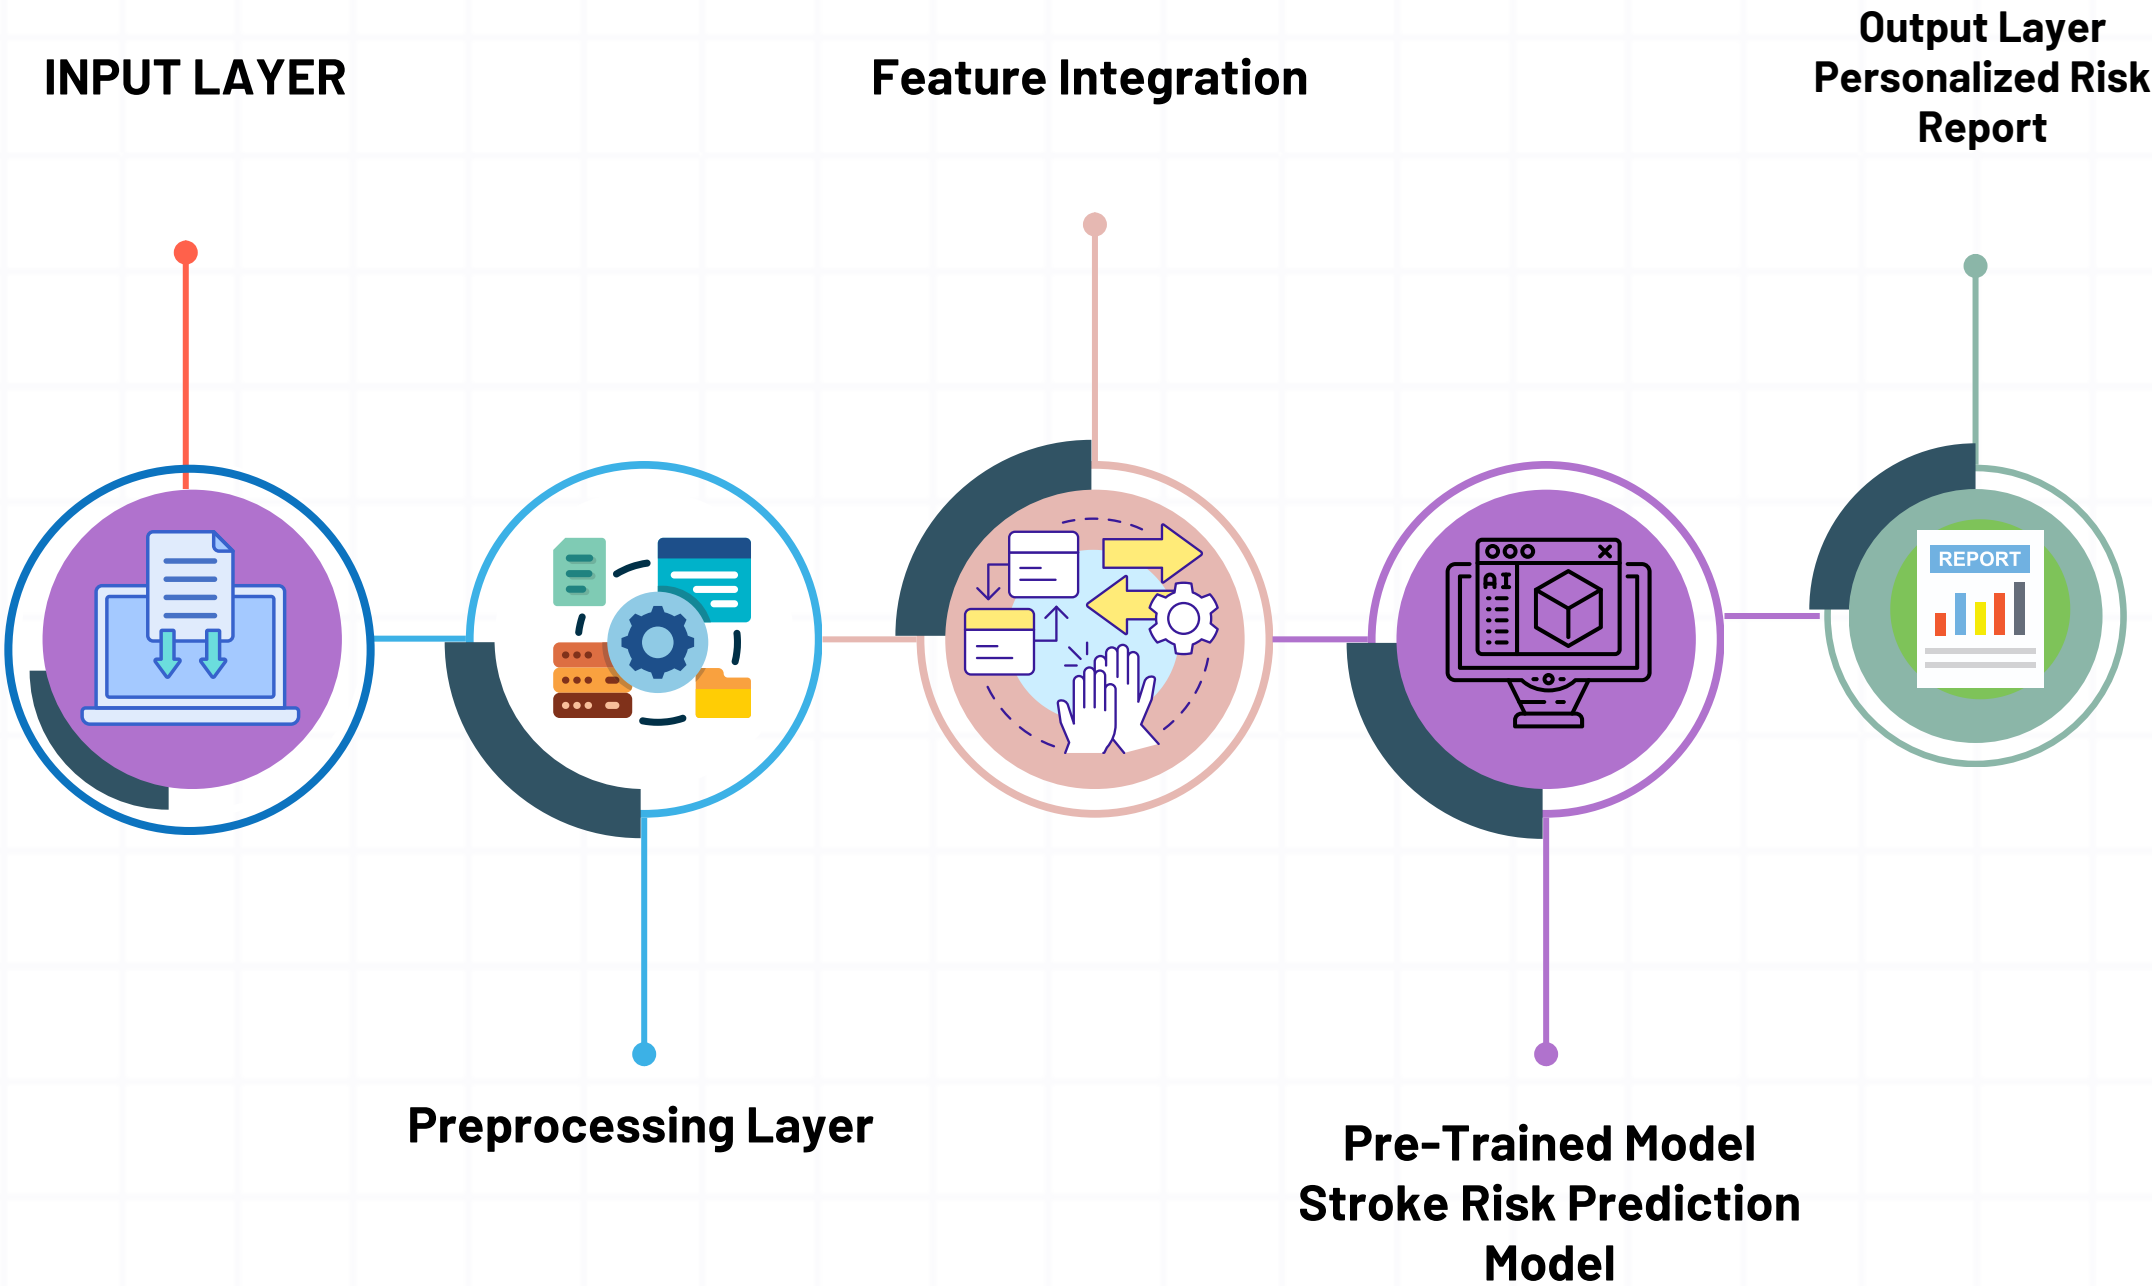 INPUT LAYER
Feature Integration
Output Layer
Personalized Risk
Report
AI
REPORT
Preprocessing Layer
Pre-Trained Model
Stroke Risk Prediction
Model